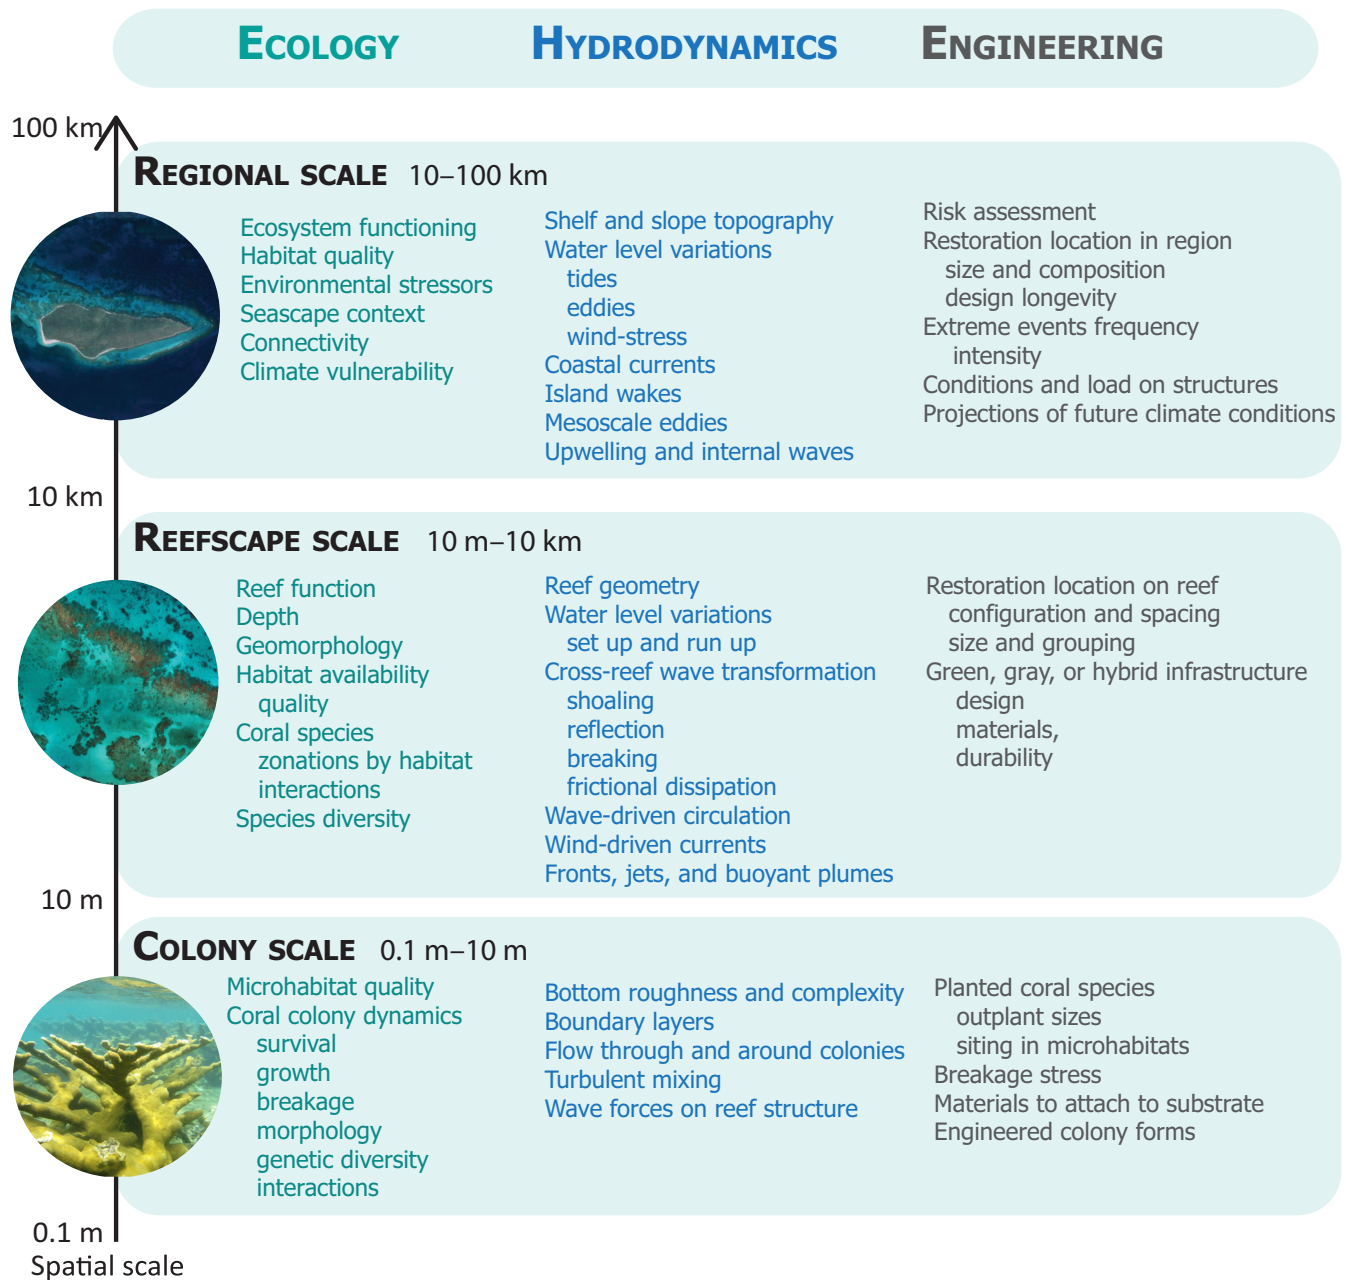 ECOLOGY HYDRODYNAMICS ENGINEERING
100 km
REGIONAL SCALE 10–100 km
Ecosystem functioning
Habitat quality
Environmental stressors
Seascape context
Connectivity
Climate vulnerability
Shelf and slope topography
Water level variations
tides
eddies
wind-stress
Coastal currents
Island wakes
Mesoscale eddies
Upwelling and internal waves
Risk assessment
Restoration location in region
size and composition
design longevity
Extreme events frequency
intensity
Conditions and load on structures
Projections of future climate conditions
10 km
REEFSCAPE SCALE 10 m–10 km
Reef function
Depth
Geomorphology
Habitat availability
quality
Coral species
zonations by habitat
interactions
Species diversity
Reef geometry
Water level variations
set up and run up
Cross-reef wave transformation
shoaling
reflection
breaking
frictional dissipation
Wave-driven circulation
Wind-driven currents
Fronts, jets, and buoyant plumes
Restoration location on reef
configuration and spacing
size and grouping
Green, gray, or hybrid infrastructure
design
materials,
durability
10 m
COLONY SCALE 0.1 m–10 m
Microhabitat quality
Coral colony dynamics
survival
growth
breakage
morphology
genetic diversity
interactions
Bottom roughness and complexity
Boundary layers
Flow through and around colonies
Turbulent mixing
Wave forces on reef structure
Planted coral species
outplant sizes
siting in microhabitats
Breakage stress
Materials to attach to substrate
Engineered colony forms
0.1 m
Spatial scale